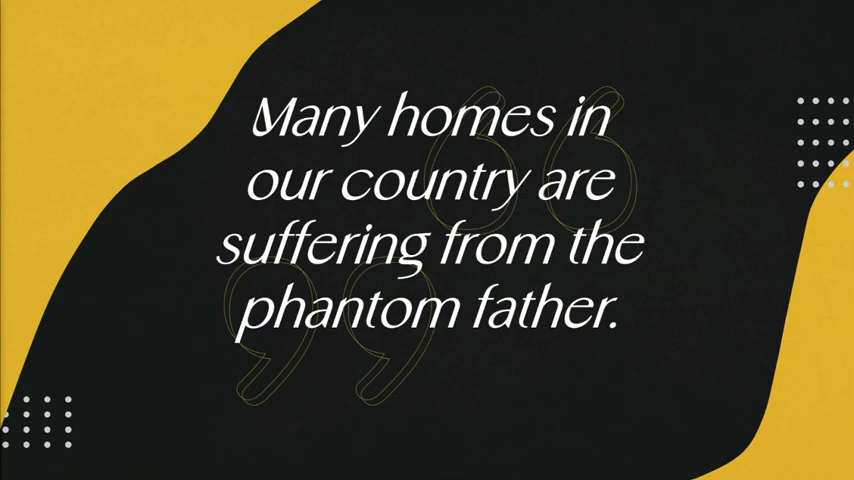 Many homes in
our country are
suffering from the
phantom father.